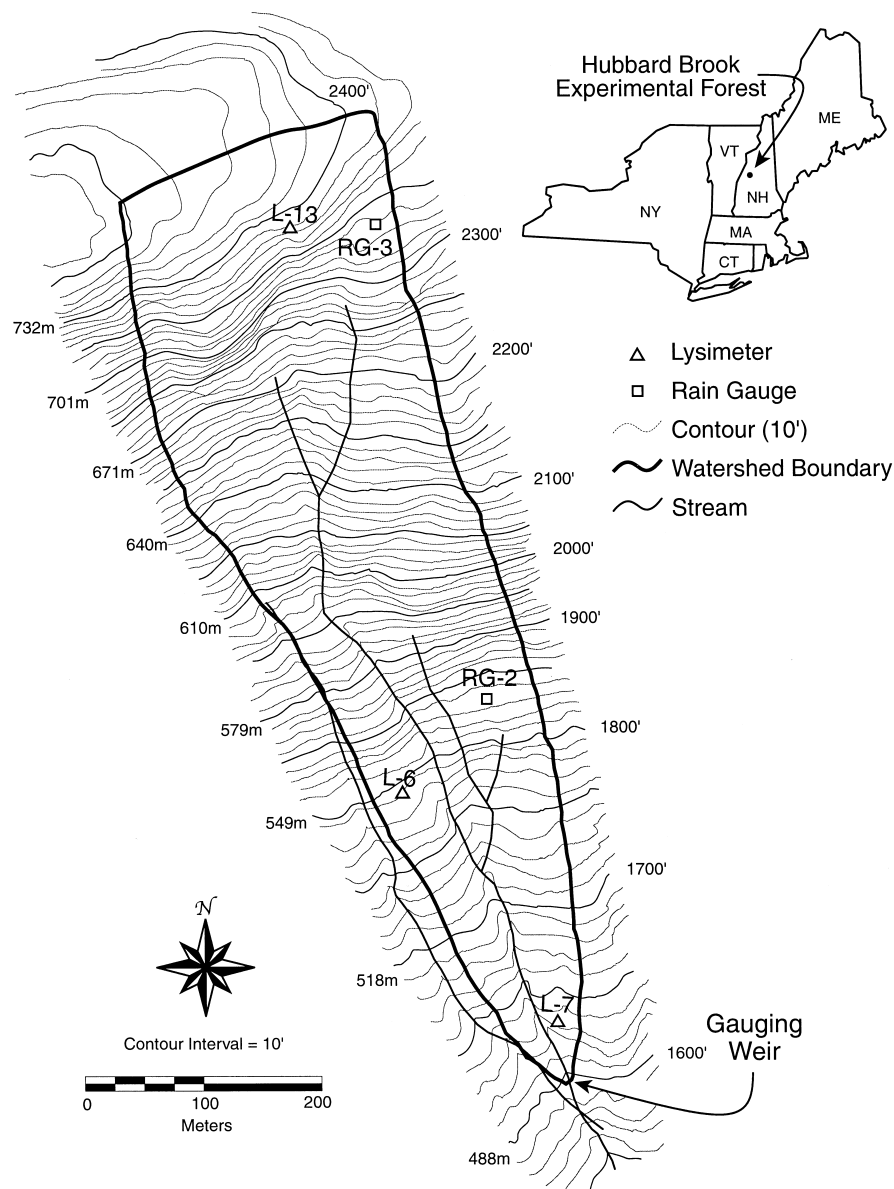 Hubbard Brook
Experimental Forest
ME
VT
NH
NY
MA
CT
2400'
L-13
RG-3
2300'
732m
2200'
701m
671m
2100'
640m
2000'
610m
1900'
RG-2
579m
1800'
L-6
549m
1700'
518m
L-7
1600'
488m
Lysimeter
Rain Gauge
Contour (10')
Watershed Boundary
Stream
N
Contour Interval = 10'
0 100 200
Meters
Gauging
Weir